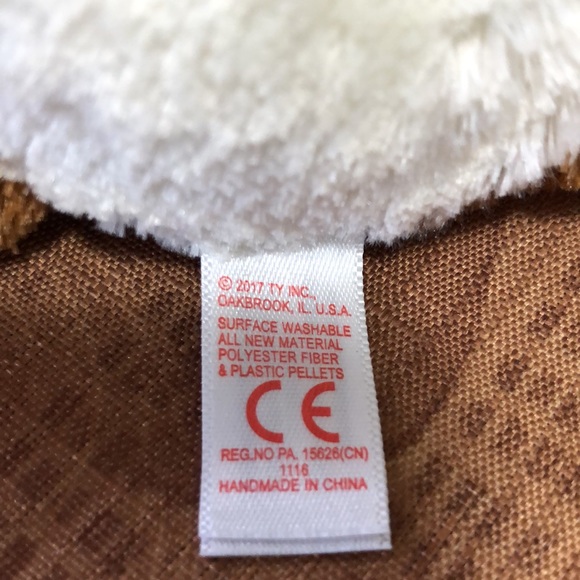 © 2017 TY INC.,
OAKBROOK, IL. U.S.A.
SURFACE WASHABLE
ALL NEW MATERIAL
POLYESTER FIBER
& PLASTIC PELLETS
CE
REG.NO PA. 15626(CN)
1116
HANDMADE IN CHINA